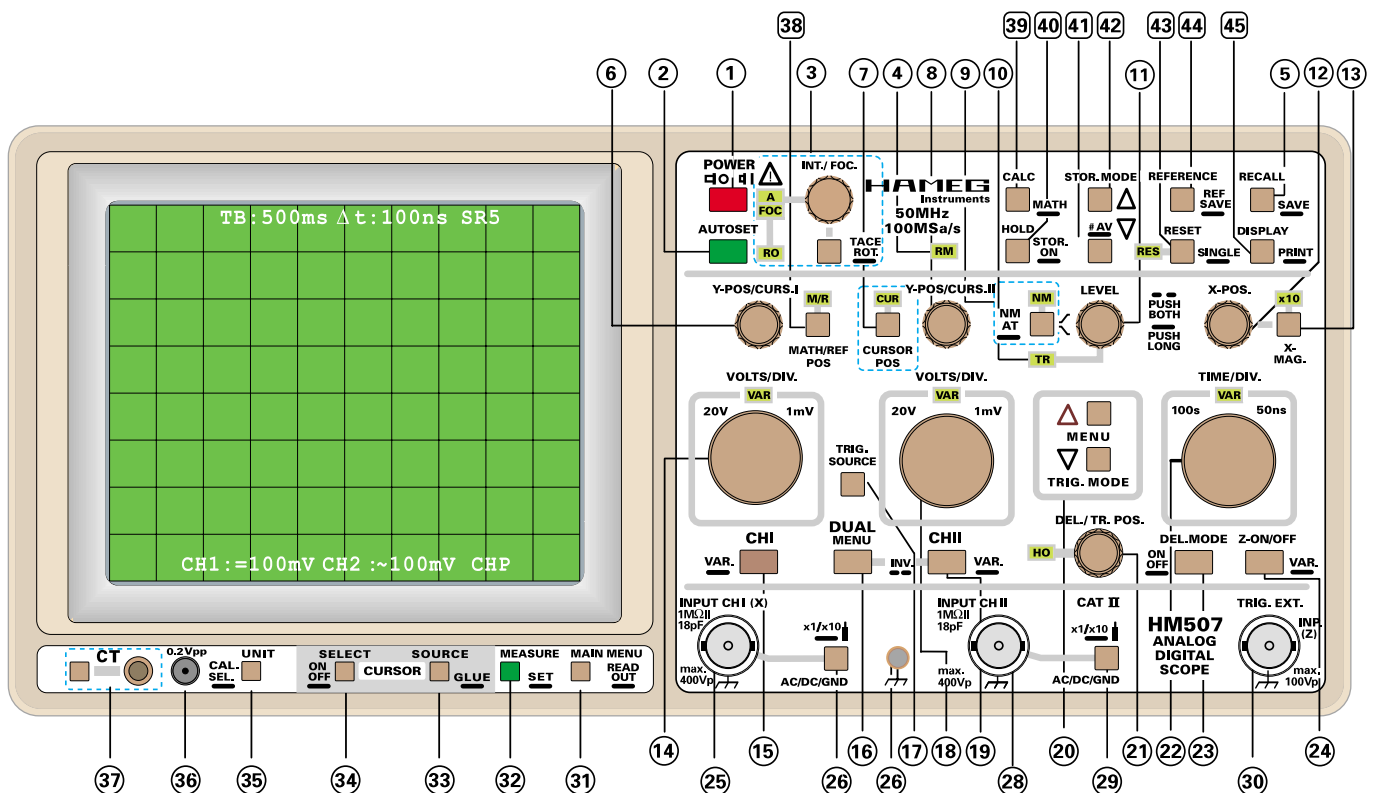 38 39 40 41 42 43 44 45
6 2 1 3 7 4 8 9 10 11 5 12 13
POWER
INT./ FOC.
HAMEG
Instruments
50MHz
100MSa/s
A
FOC
RO
TACE
ROT.
RM
AUTOSET
CALC
MATH
HOLD
STOR.
ON
STOR. MODE
# AV
REFERENCE
REF
SAVE
RESET
RES
SINGLE
RECALL
SAVE
DISPLAY
PRINT
TB:500ms Δt:100ns SR5
Y-POS/CURS.I
M/R
MATH/REF
POS
CUR
CURSOR
POS
Y-POS/CURS.II
NM
AT
NM
LEVEL
TR
PUSH
BOTH
PUSH
LONG
X-POS.
x10
X-
MAG.
VOLTS/DIV.
VAR
20V 1mV
TRIG.
SOURCE
VOLTS/DIV.
VAR
20V 1mV
MENU
TRIG. MODE
TIME/DIV.
VAR
100s 50ns
CHI
VAR.
DUAL
MENU
INV.
CHII
VAR.
DEL./ TR. POS.
HO
DEL.MODE
ON
OFF
Z-ON/OFF
VAR.
CH1:=100mV CH2:~100mV CHP
INPUT CHI (X)
1MΩII
18pF
max.
400Vp
x1/x10
AC/DC/GND
INPUT CH II
1MΩII
18pF
max.
400Vp
CAT II
x1/x10
AC/DC/GND
HM507
ANALOG
DIGITAL
SCOPE
TRIG. EXT.
INP.
(Z)
max.
100Vp
CT
0.2Vpp
CAL.
SEL.
UNIT
SELECT
ON
OFF
CURSOR
SOURCE
GLUE
MEASURE
SET
MAIN MENU
READ
OUT
14 15 26 16 26 17 18 19 20 21 22 23 24
37 36 35 34 33 32 31 25 28 29 30